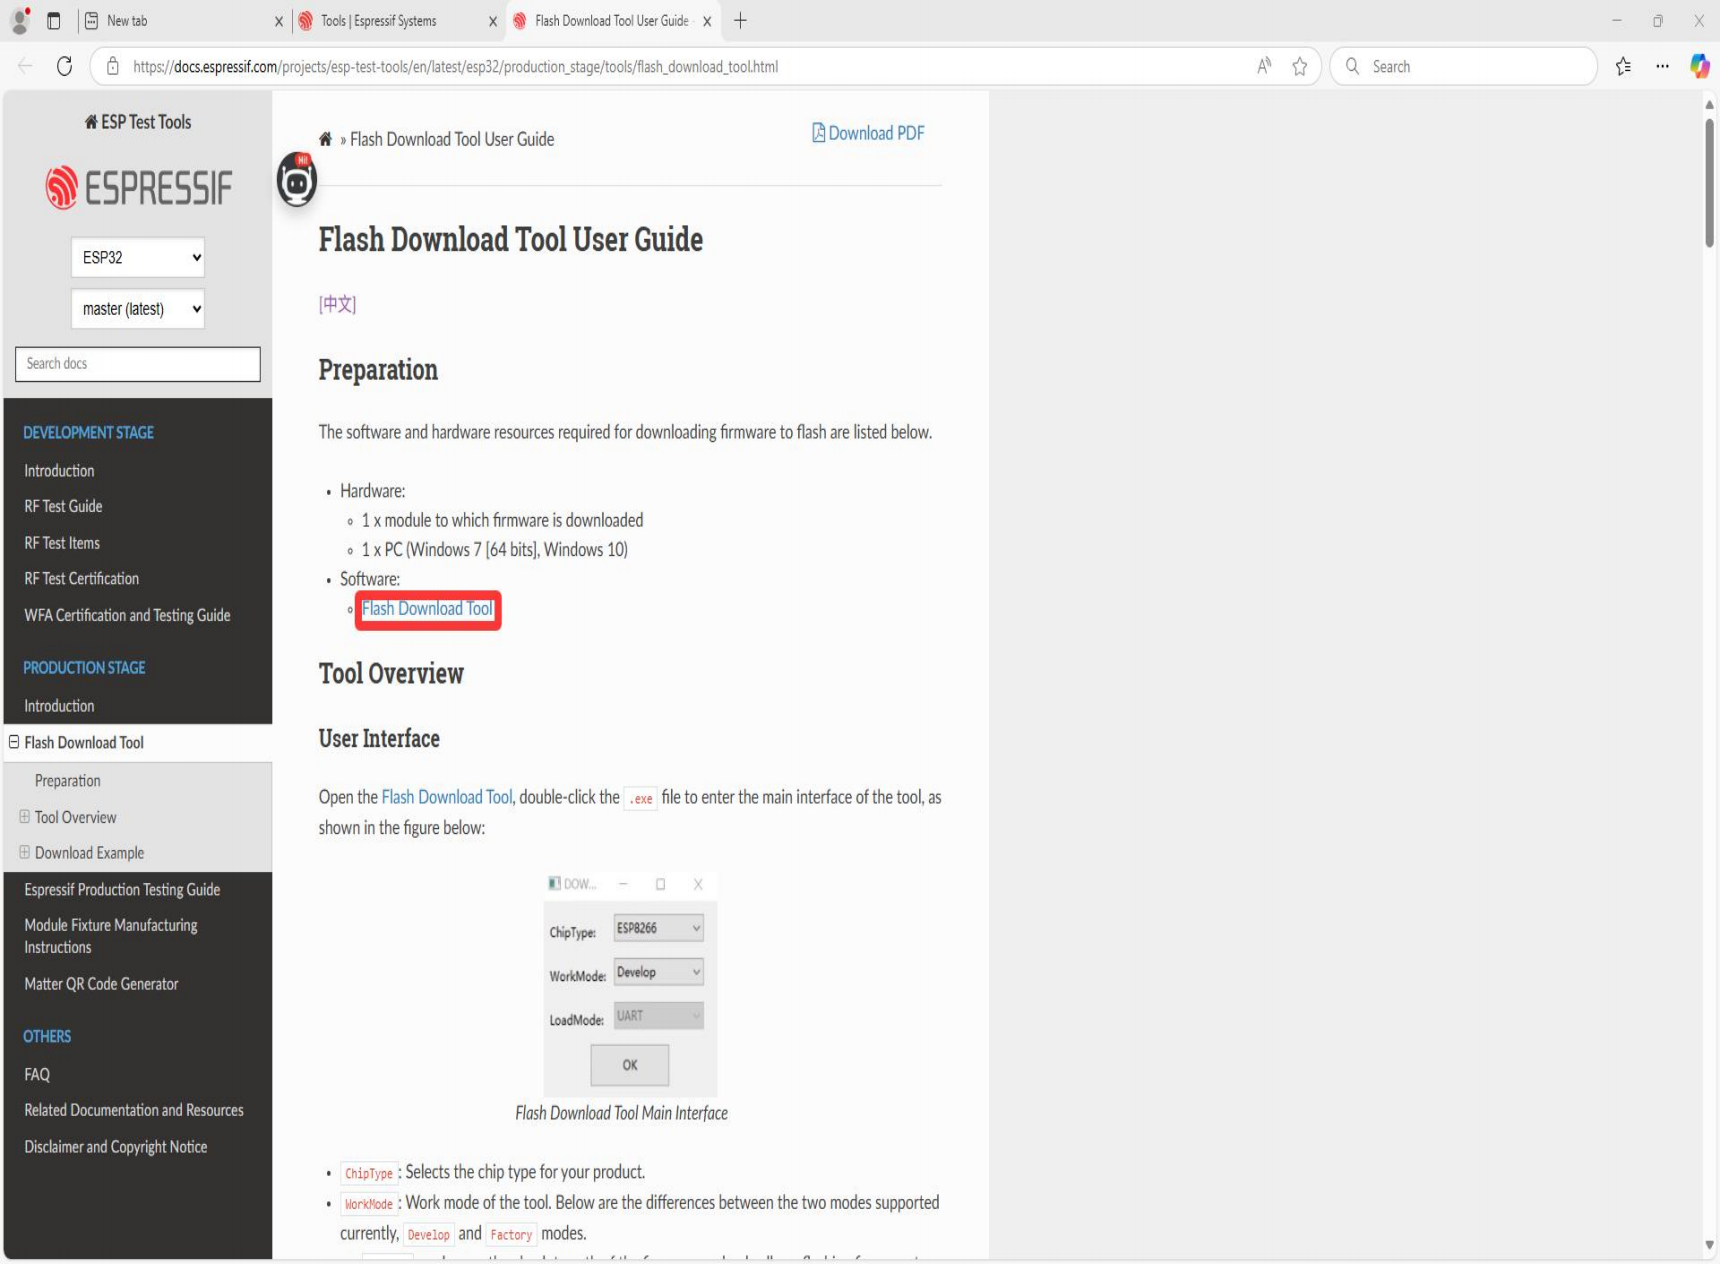 New tab
Tools | Espressif Systems
Flash Download Tool User Guide
https://docs.espressif.com/projects/esp-test-tools/en/latest/esp32/production_stage/tools/flash_download_tool.html
Search
ESP Test Tools
ESPRESSIF
ESP32
master (latest)
Search docs
DEVELOPMENT STAGE
Introduction
RF Test Guide
RF Test Items
RF Test Certification
WFA Certification and Testing Guide
PRODUCTION STAGE
Introduction
Flash Download Tool
Preparation
Tool Overview
Download Example
Espressif Production Testing Guide
Module Fixture Manufacturing
Instructions
Matter QR Code Generator
OTHERS
FAQ
Related Documentation and Resources
Disclaimer and Copyright Notice
» Flash Download Tool User Guide
Download PDF
Hi!
Flash Download Tool User Guide
[中文]
Preparation
The software and hardware resources required for downloading firmware to flash are listed below.
• Hardware:
◦ 1 x module to which firmware is downloaded
◦ 1 x PC (Windows 7 [64 bits], Windows 10)
• Software:
◦ Flash Download Tool
Tool Overview
User Interface
Open the Flash Download Tool, double-click the .exe file to enter the main interface of the tool, as
shown in the figure below:
DOW...
ChipType: ESP8266
WorkMode: Develop
LoadMode: UART
OK
Flash Download Tool Main Interface
• ChipType : Selects the chip type for your product.
• WorkMode : Work mode of the tool. Below are the differences between the two modes supported
currently, Develop and Factory modes.